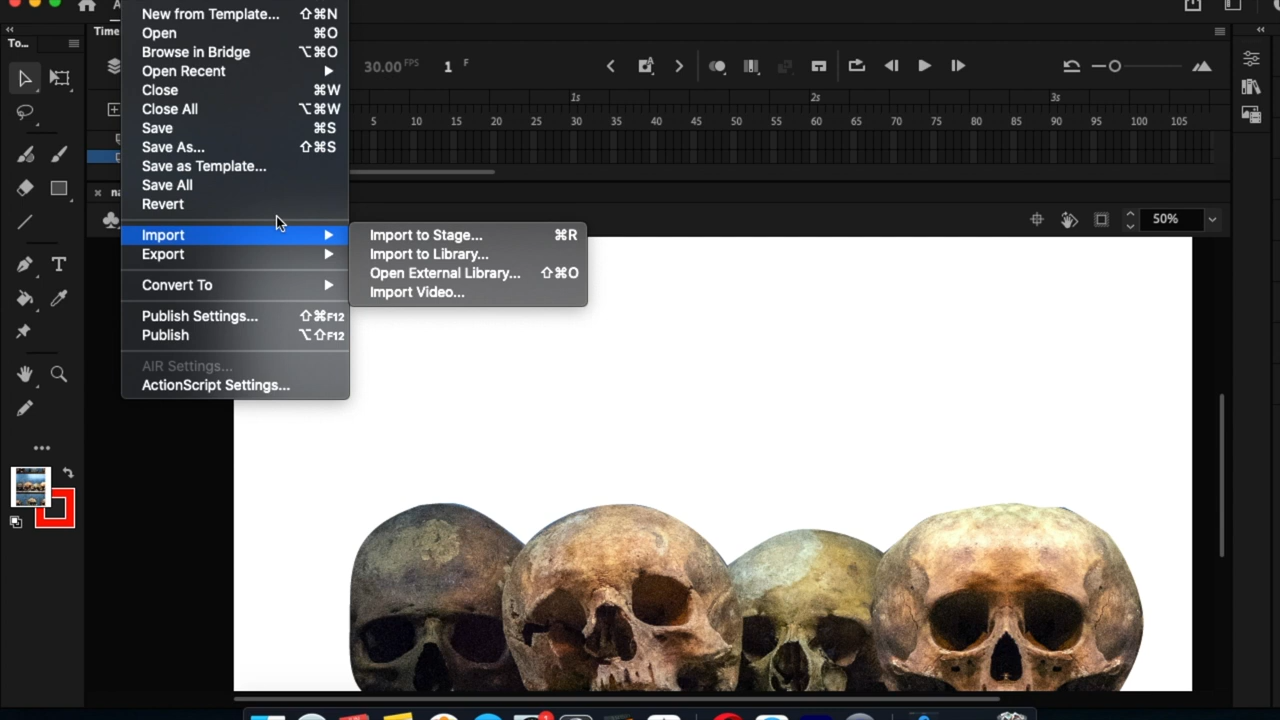 New from Template... ⇧⌘N
Open ⌘O
Browse in Bridge ⌥⌘O
Open Recent ▶
Close ⌘W
Close All ⌥⌘W
Save ⌘S
Save As... ⇧⌘S
Save as Template...
Save All
Revert
Import ▶
Export ▶
Convert To ▶
Publish Settings... ⇧⌘F12
Publish ⌥⇧F12
AIR Settings...
ActionScript Settings...
Import to Stage... ⌘R
Import to Library...
Open External Library... ⇧⌘O
Import Video...
To...
Time
30.00 FPS 1 F
1s 2s 3s
5 10 15 20 25 30 35 40 45 50 55 60 65 70 75 80 85 90 95 100 105
50%
T